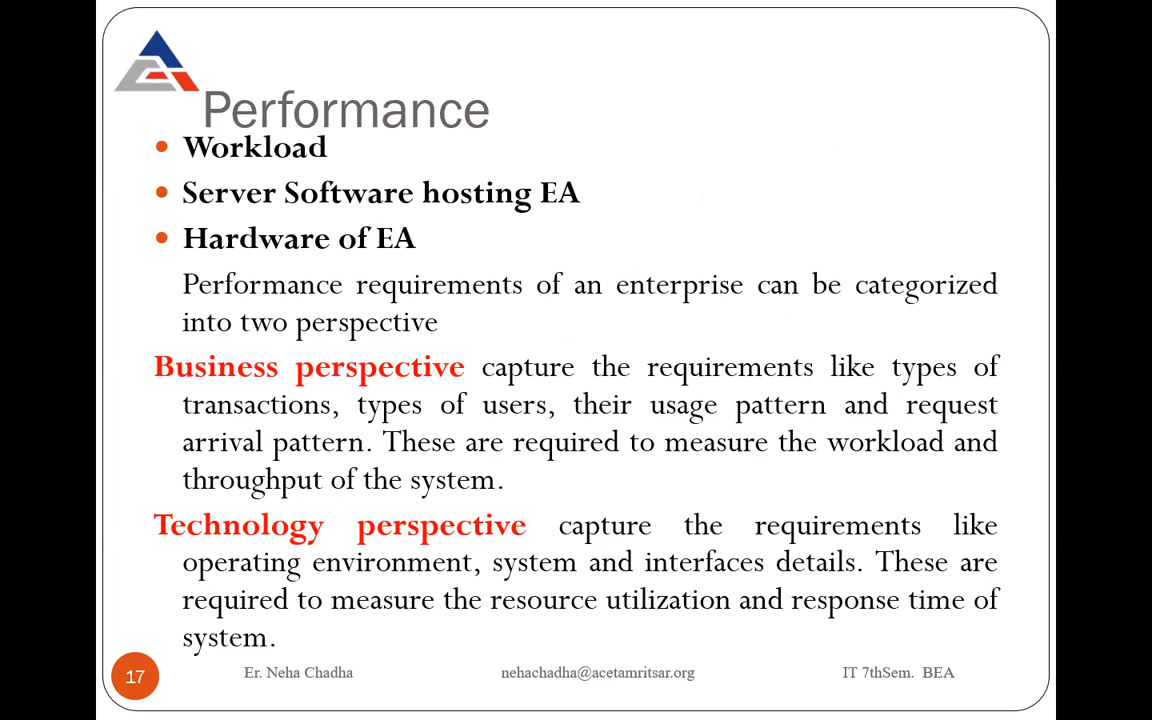 Performance
Workload
Server Software hosting EA
Hardware of EA
Performance requirements of an enterprise can be categorized
into two perspective
Business perspective capture the requirements like types of
transactions, types of users, their usage pattern and request
arrival pattern. These are required to measure the workload and
throughput of the system.
Technology perspective capture the requirements like
operating environment, system and interfaces details. These are
required to measure the resource utilization and response time of
system.
17 Er. Neha Chadha nehachadha@acetamritsar.org IT 7thSem. BEA